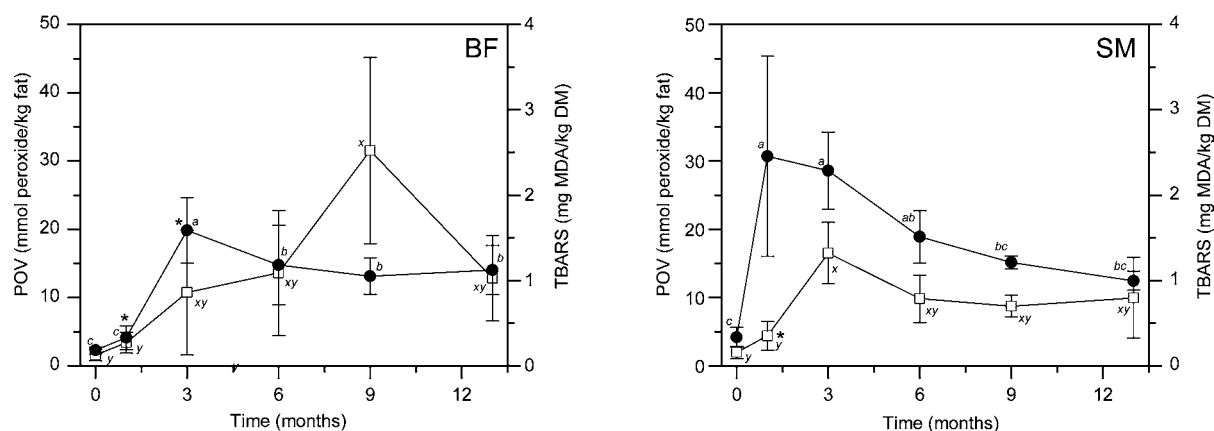 BF
POV (mmol peroxide/kg fat)
50
40
30
20
10
0
TBARS (mg MDA/kg DM)
4
3
2
1
0
c
y
c
*
y
*
a
xy
b
xy
x
b
b
xy
0 3 6 9 12
Time (months)
SM
POV (mmol peroxide/kg fat)
50
40
30
20
10
0
TBARS (mg MDA/kg DM)
4
3
2
1
0
c
y
a
*
y
a
x
ab
xy
bc
xy
bc
xy
0 3 6 9 12
Time (months)